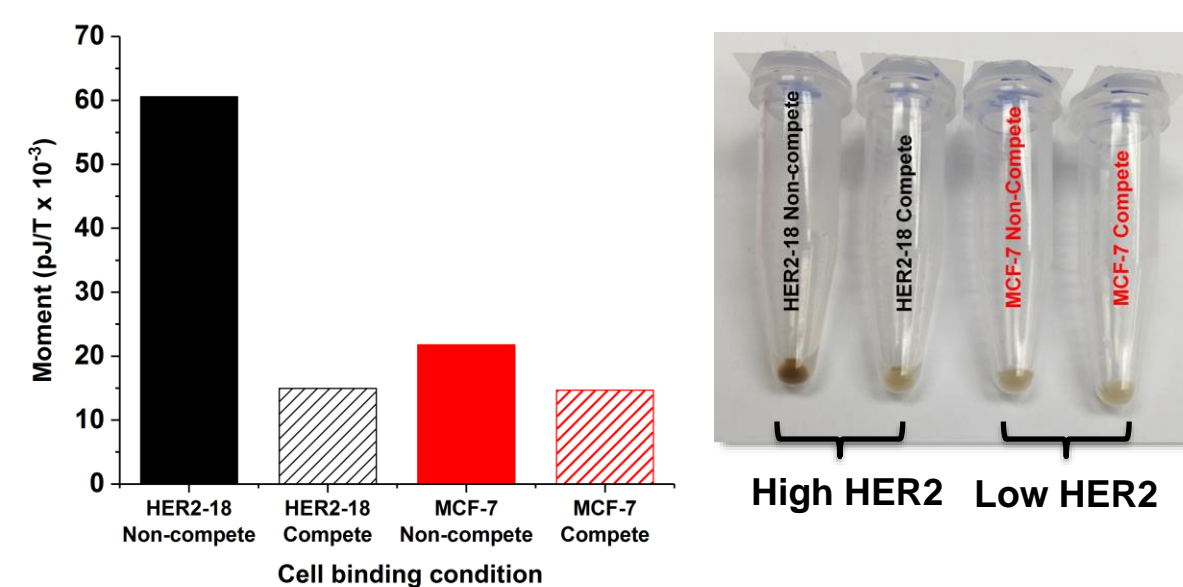 70
60
50
40
30
20
10
0
Moment (pJ/T x 10⁻³)
HER2-18
Non-compete
HER2-18
Compete
MCF-7
Non-compete
MCF-7
Compete
Cell binding condition
HER2-18 Non-compete
HER2-18 Compete
MCF-7 Non-Compete
MCF-7 Compete
High HER2
Low HER2